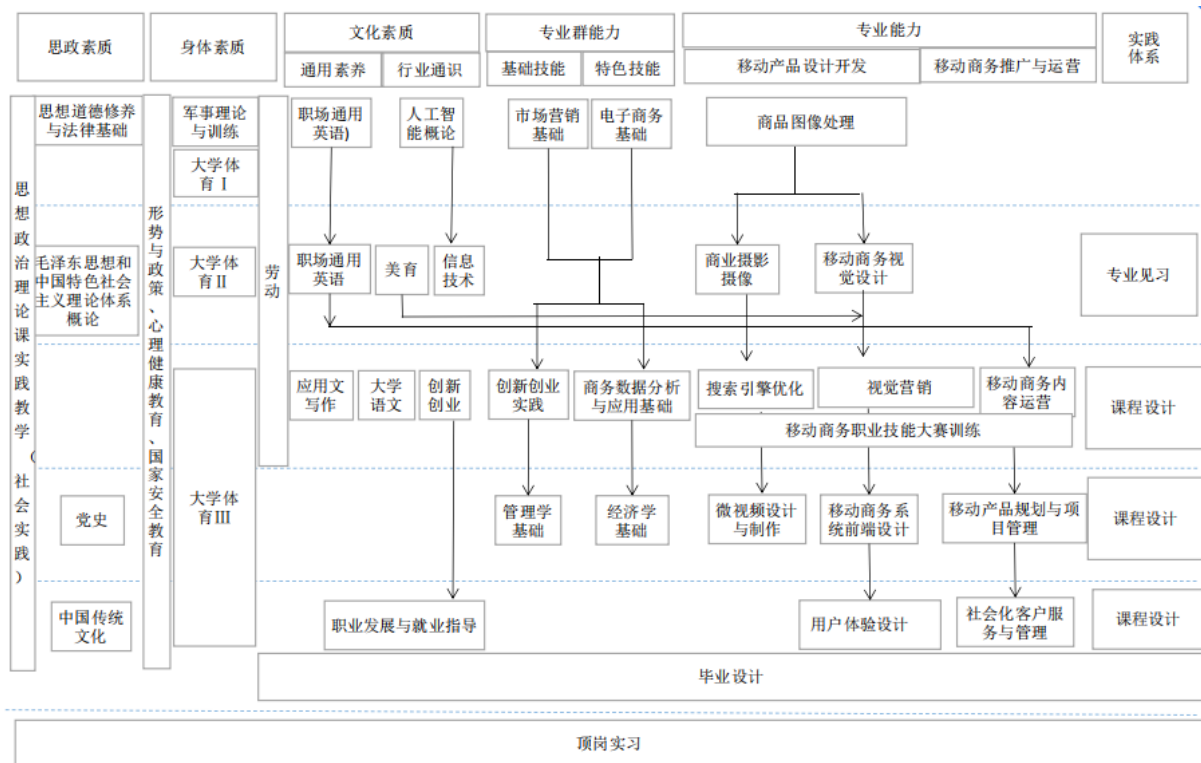 思政素质
身体素质
文化素质
专业群能力
专业能力
实践
体系
通用素养
行业通识
基础技能
特色技能
移动产品设计开发
移动商务推广与运营
思想政治理论课实践教学（社会实践）
思想道德修养
与法律基础
形势与政策、心理健康教育、国家安全教育
军事理论
与训练
劳动
职场通用
英语)
人工智
能概论
市场营销
基础
电子商务
基础
商品图像处理
大学体
育 I
毛泽东思想和
中国特色社会
主义理论体系
概论
大学体
育II
职场通用
英语
美育
信息
技术
商业摄影
摄像
移动商务视
觉设计
专业见习
大学体
育III
应用文
写作
大学
语文
创新
创业
创新创业
实践
商务数据分析
与应用基础
搜索引擎优化
视觉营销
移动商务内
容运营
课程设计
移动商务职业技能大赛训练
党史
管理学
基础
经济学
基础
微视频设计
与制作
移动商务系
统前端设计
移动产品规划与项
目管理
课程设计
中国传统
文化
职业发展与就业指导
用户体验设计
社会化客户服
务与管理
课程设计
毕业设计
顶岗实习